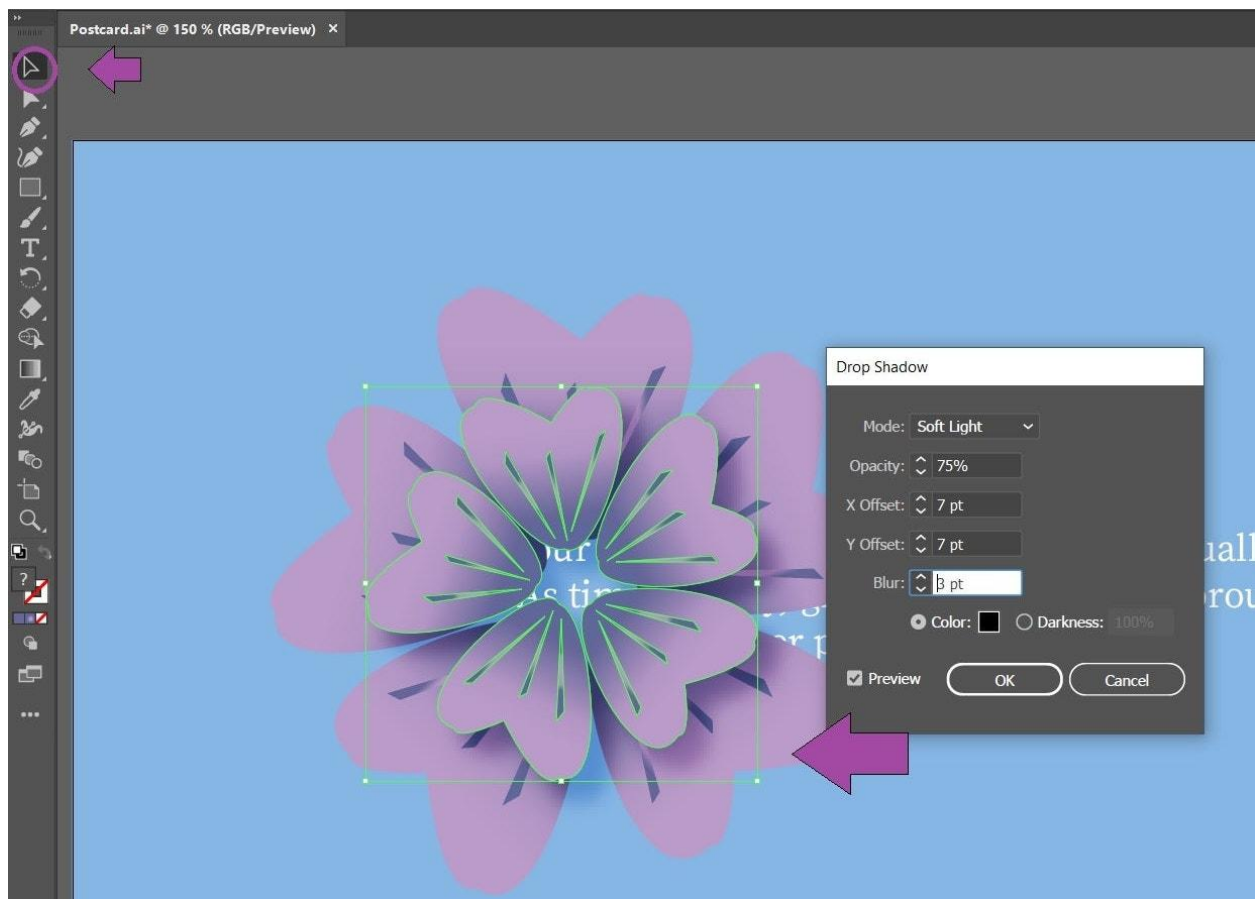 Postcard.ai* @ 150 % (RGB/Preview) ×
Drop Shadow
Mode: Soft Light
Opacity: 75%
X Offset: 7 pt
Y Offset: 7 pt
Blur: 3 pt
Color: Darkness: 100%
Preview OK Cancel
As
?